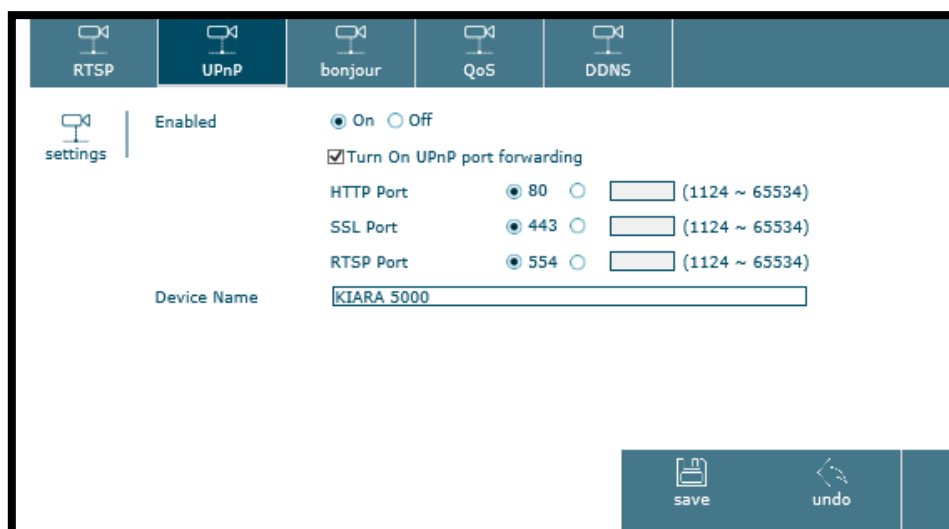 RTSP UPnP bonjour QoS DDNS
settings
Enabled On Off
Turn On UPnP port forwarding
HTTP Port 80 (1124 ~ 65534)
SSL Port 443 (1124 ~ 65534)
RTSP Port 554 (1124 ~ 65534)
Device Name KIARA 5000
save undo